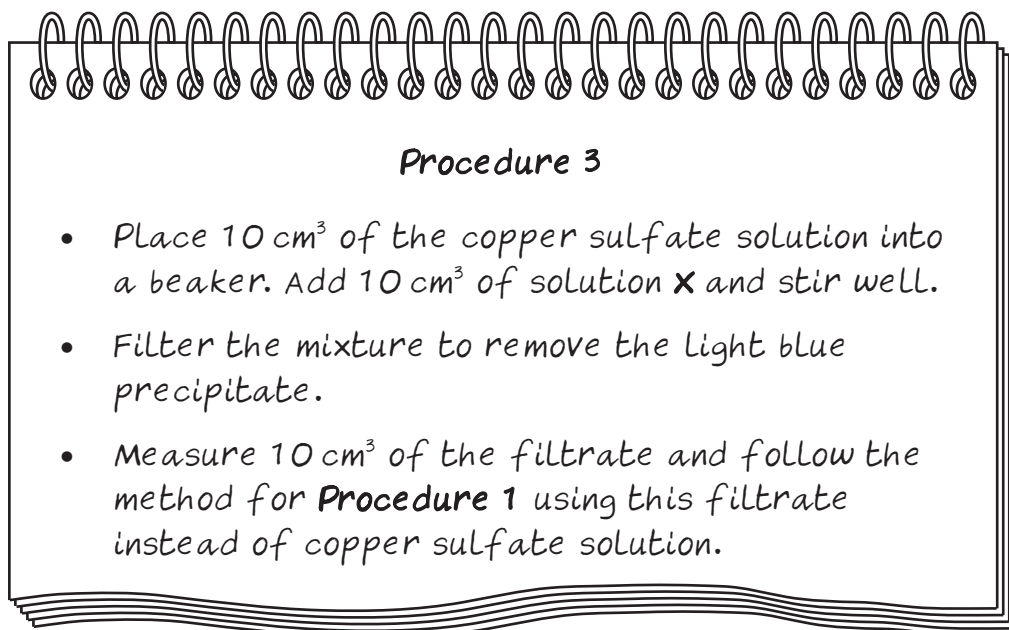 Procedure 3
• Place 10 cm³ of the copper sulfate solution into
a beaker. Add 10 cm³ of solution X and stir well.
• Filter the mixture to remove the light blue
precipitate.
• Measure 10 cm³ of the filtrate and follow the
method for Procedure 1 using this filtrate
instead of copper sulfate solution.